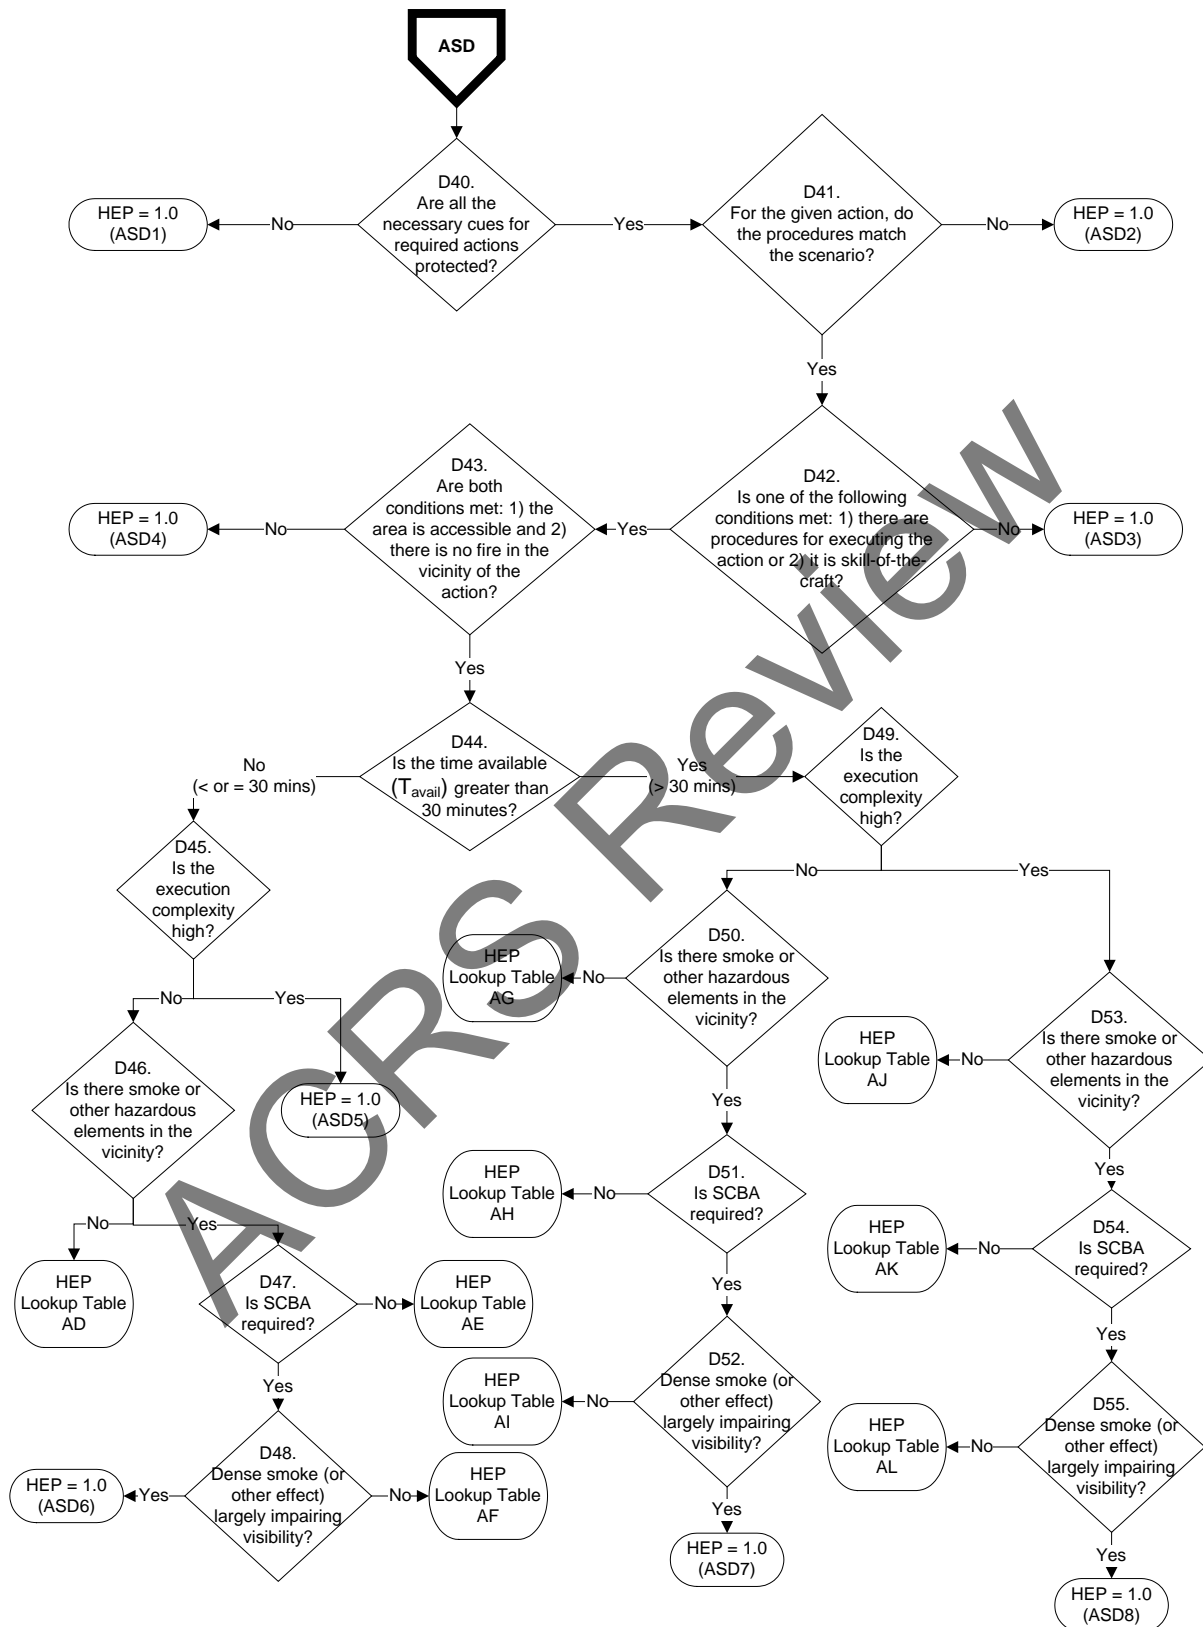 ASD
D40.
Are all the
necessary cues for
required actions
protected?
No
HEP = 1.0
(ASD1)
Yes
D41.
For the given action, do
the procedures match
the scenario?
No
HEP = 1.0
(ASD2)
Yes
D42.
Is one of the following
conditions met: 1) there are
procedures for executing the
action or 2) it is skill-of-the-
craft?
No
HEP = 1.0
(ASD3)
Yes
D43.
Are both
conditions met: 1) the
area is accessible and 2)
there is no fire in the
vicinity of the
action?
No
HEP = 1.0
(ASD4)
Yes
D44.
Is the time available
(Tavail) greater than
30 minutes?
No
(< or = 30 mins)
Yes
(> 30 mins)
D45.
Is the
execution
complexity
high?
No
Yes
HEP = 1.0
(ASD5)
D46.
Is there smoke or
other hazardous
elements in the
vicinity?
No
HEP
Lookup Table
AD
Yes
D47.
Is SCBA
required?
No
HEP
Lookup Table
AE
Yes
D48.
Dense smoke (or
other effect)
largely impairing
visibility?
Yes
HEP = 1.0
(ASD6)
No
HEP
Lookup Table
AF
D49.
Is the
execution
complexity
high?
No
Yes
D50.
Is there smoke or
other hazardous
elements in the
vicinity?
No
HEP
Lookup Table
AG
Yes
D51.
Is SCBA
required?
No
HEP
Lookup Table
AH
Yes
D52.
Dense smoke (or
other effect)
largely impairing
visibility?
No
HEP
Lookup Table
AI
Yes
HEP = 1.0
(ASD7)
D53.
Is there smoke or
other hazardous
elements in the
vicinity?
No
HEP
Lookup Table
AJ
Yes
D54.
Is SCBA
required?
No
HEP
Lookup Table
AK
Yes
D55.
Dense smoke (or
other effect)
largely impairing
visibility?
No
HEP
Lookup Table
AL
Yes
HEP = 1.0
(ASD8)
ACRS Review